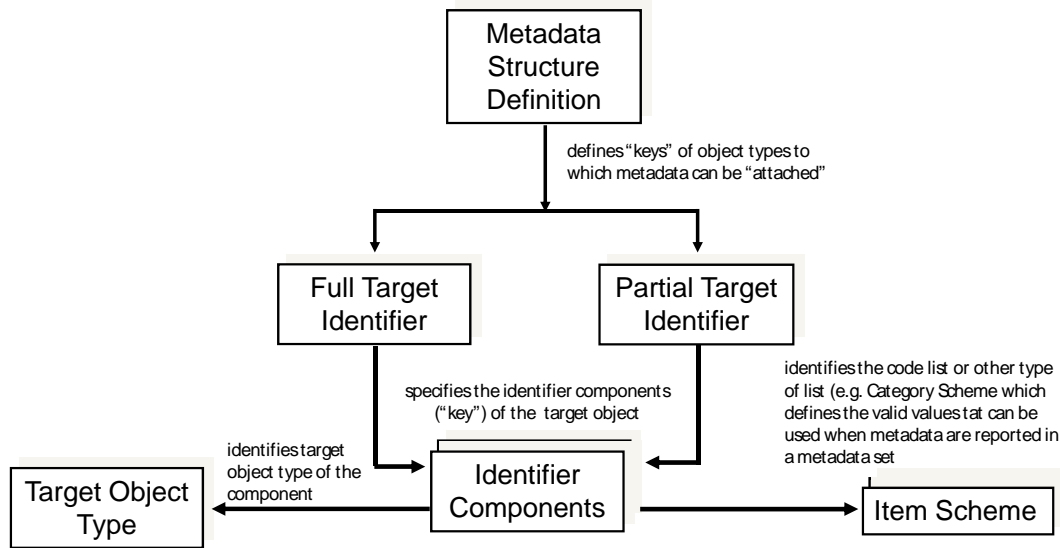 Metadata
Structure
Definition
defines “keys” of object types to
which metadata can be “attached”
Full Target
Identifier
Partial Target
Identifier
specifies the identifier components
(“key”) of the target object
identifies the code list or other type
of list (e.g. Category Scheme which
defines the valid values tat can be
used when metadata are reported in
a metadata set
identifies target
object type of the
component
Target Object
Type
Identifier
Components
Item Scheme